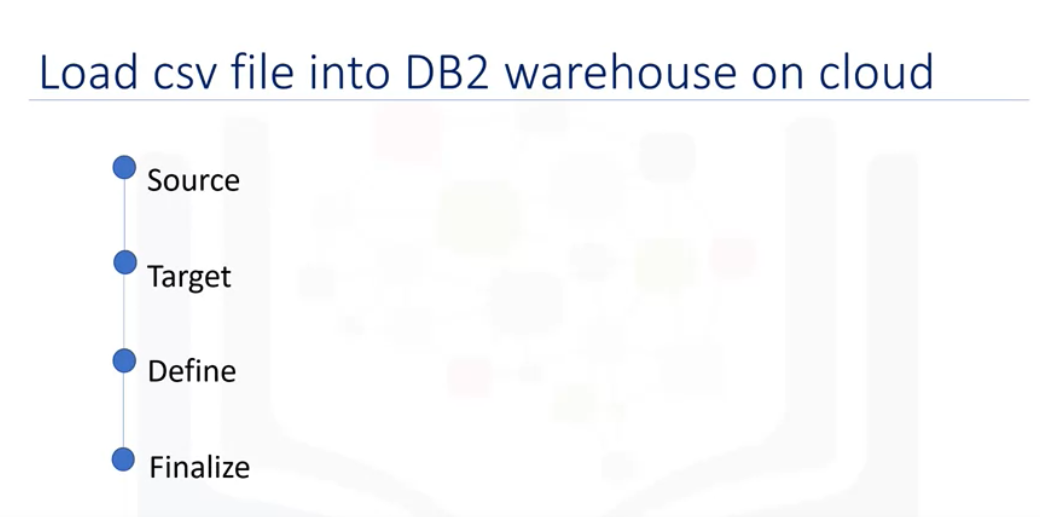 Load csv file into DB2 warehouse on cloud
Source
Target
Define
Finalize